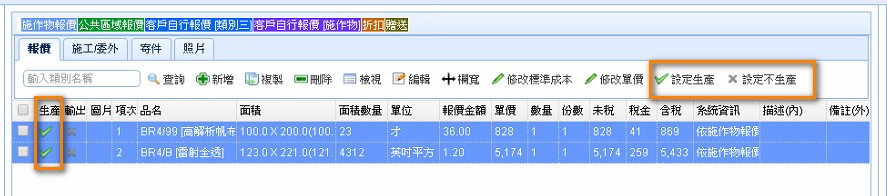 施作物報價 公共區域報價 客戶自行報價 [類別三] 客戶自行報價 [施作物] 折扣 贈送
報價 施工/委外 寄件 照片
輸入類別名稱 查詢 新增 複製 刪除 檢視 編輯 欄寬 修改標準成本 修改單價 設定生產 設定不生產
生產 輸出 圖片 項次 品名 面積 面積數量 單位 報價金額 單價 數量 份數 未稅 稅金 含稅 系統資訊 描述(內) 備註(外)
1 BR4/99 [高解析帆布 100.0 X 200.0(100. 23 才 36.00 828 1 1 828 41 869 依施作物報價
2 BR4/B [雷射全透] 123.0 X 221.0(121. 4312 英吋平方 1.20 5,174 1 1 5,174 259 5,433 依施作物報價